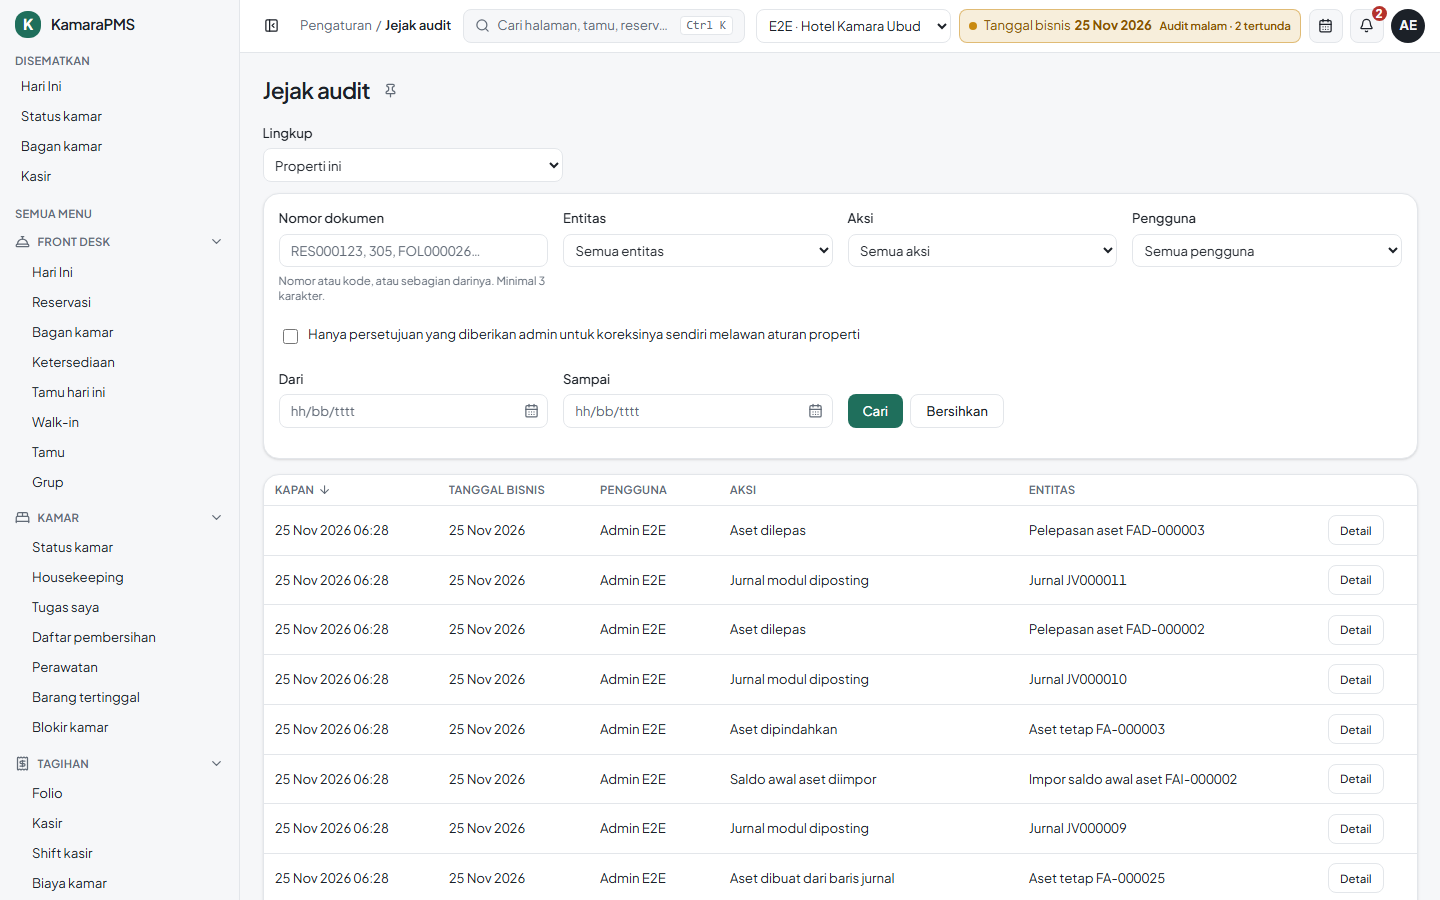 K KamaraPMS
DISEMATKAN
Hari Ini
Status kamar
Bagan kamar
Kasir
SEMUA MENU
FRONT DESK
Hari Ini
Reservasi
Bagan kamar
Ketersediaan
Tamu hari ini
Walk-in
Tamu
Grup
KAMAR
Status kamar
Housekeeping
Tugas saya
Daftar pembersihan
Perawatan
Barang tertinggal
Blokir kamar
TAGIHAN
Folio
Kasir
Shift kasir
Biaya kamar
Pengaturan / Jejak audit
Cari halaman, tamu, reserv... Ctrl K
E2E · Hotel Kamara Ubud
Tanggal bisnis 25 Nov 2026 Audit malam · 2 tertunda
2
AE
Jejak audit
Lingkup
Properti ini
Nomor dokumen Entitas Aksi Pengguna
RES000123, 305, FOL000026... Semua entitas Semua aksi Semua pengguna
Nomor atau kode, atau sebagian darinya. Minimal 3
karakter.
Hanya persetujuan yang diberikan admin untuk koreksinya sendiri melawan aturan properti
Dari Sampai
hh/bb/tttt hh/bb/tttt Cari Bersihkan
KAPAN TANGGAL BISNIS PENGGUNA AKSI ENTITAS
25 Nov 2026 06:28 25 Nov 2026 Admin E2E Aset dilepas Pelepasan aset FAD-000003 Detail
25 Nov 2026 06:28 25 Nov 2026 Admin E2E Jurnal modul diposting Jurnal JV000011 Detail
25 Nov 2026 06:28 25 Nov 2026 Admin E2E Aset dilepas Pelepasan aset FAD-000002 Detail
25 Nov 2026 06:28 25 Nov 2026 Admin E2E Jurnal modul diposting Jurnal JV000010 Detail
25 Nov 2026 06:28 25 Nov 2026 Admin E2E Aset dipindahkan Aset tetap FA-000003 Detail
25 Nov 2026 06:28 25 Nov 2026 Admin E2E Saldo awal aset diimpor Impor saldo awal aset FAI-000002 Detail
25 Nov 2026 06:28 25 Nov 2026 Admin E2E Jurnal modul diposting Jurnal JV000009 Detail
25 Nov 2026 06:28 25 Nov 2026 Admin E2E Aset dibuat dari baris jurnal Aset tetap FA-000025 Detail